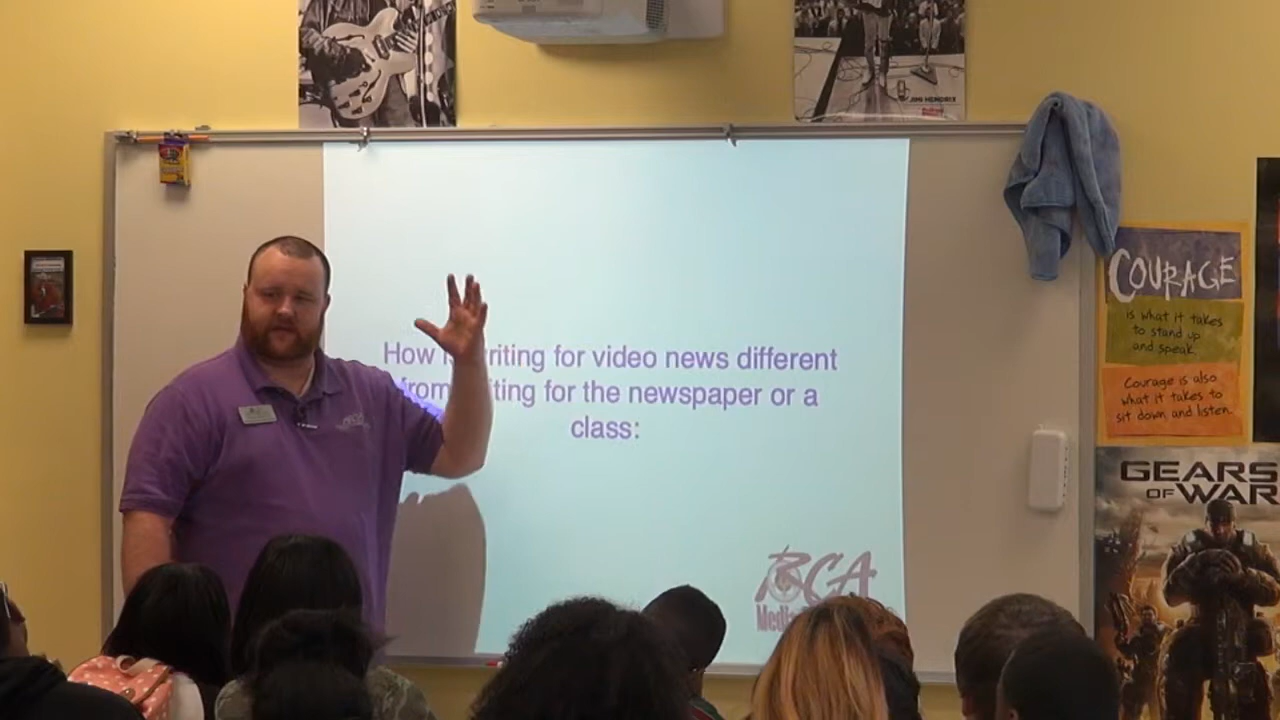 JIMI HENDRIX
How writing for video news different
from writing for the newspaper or a
class:
BCA
COURAGE
is what it takes
to stand up
and speak.
Courage is also
what it takes to
sit down and listen.
GEARS
OF WAR